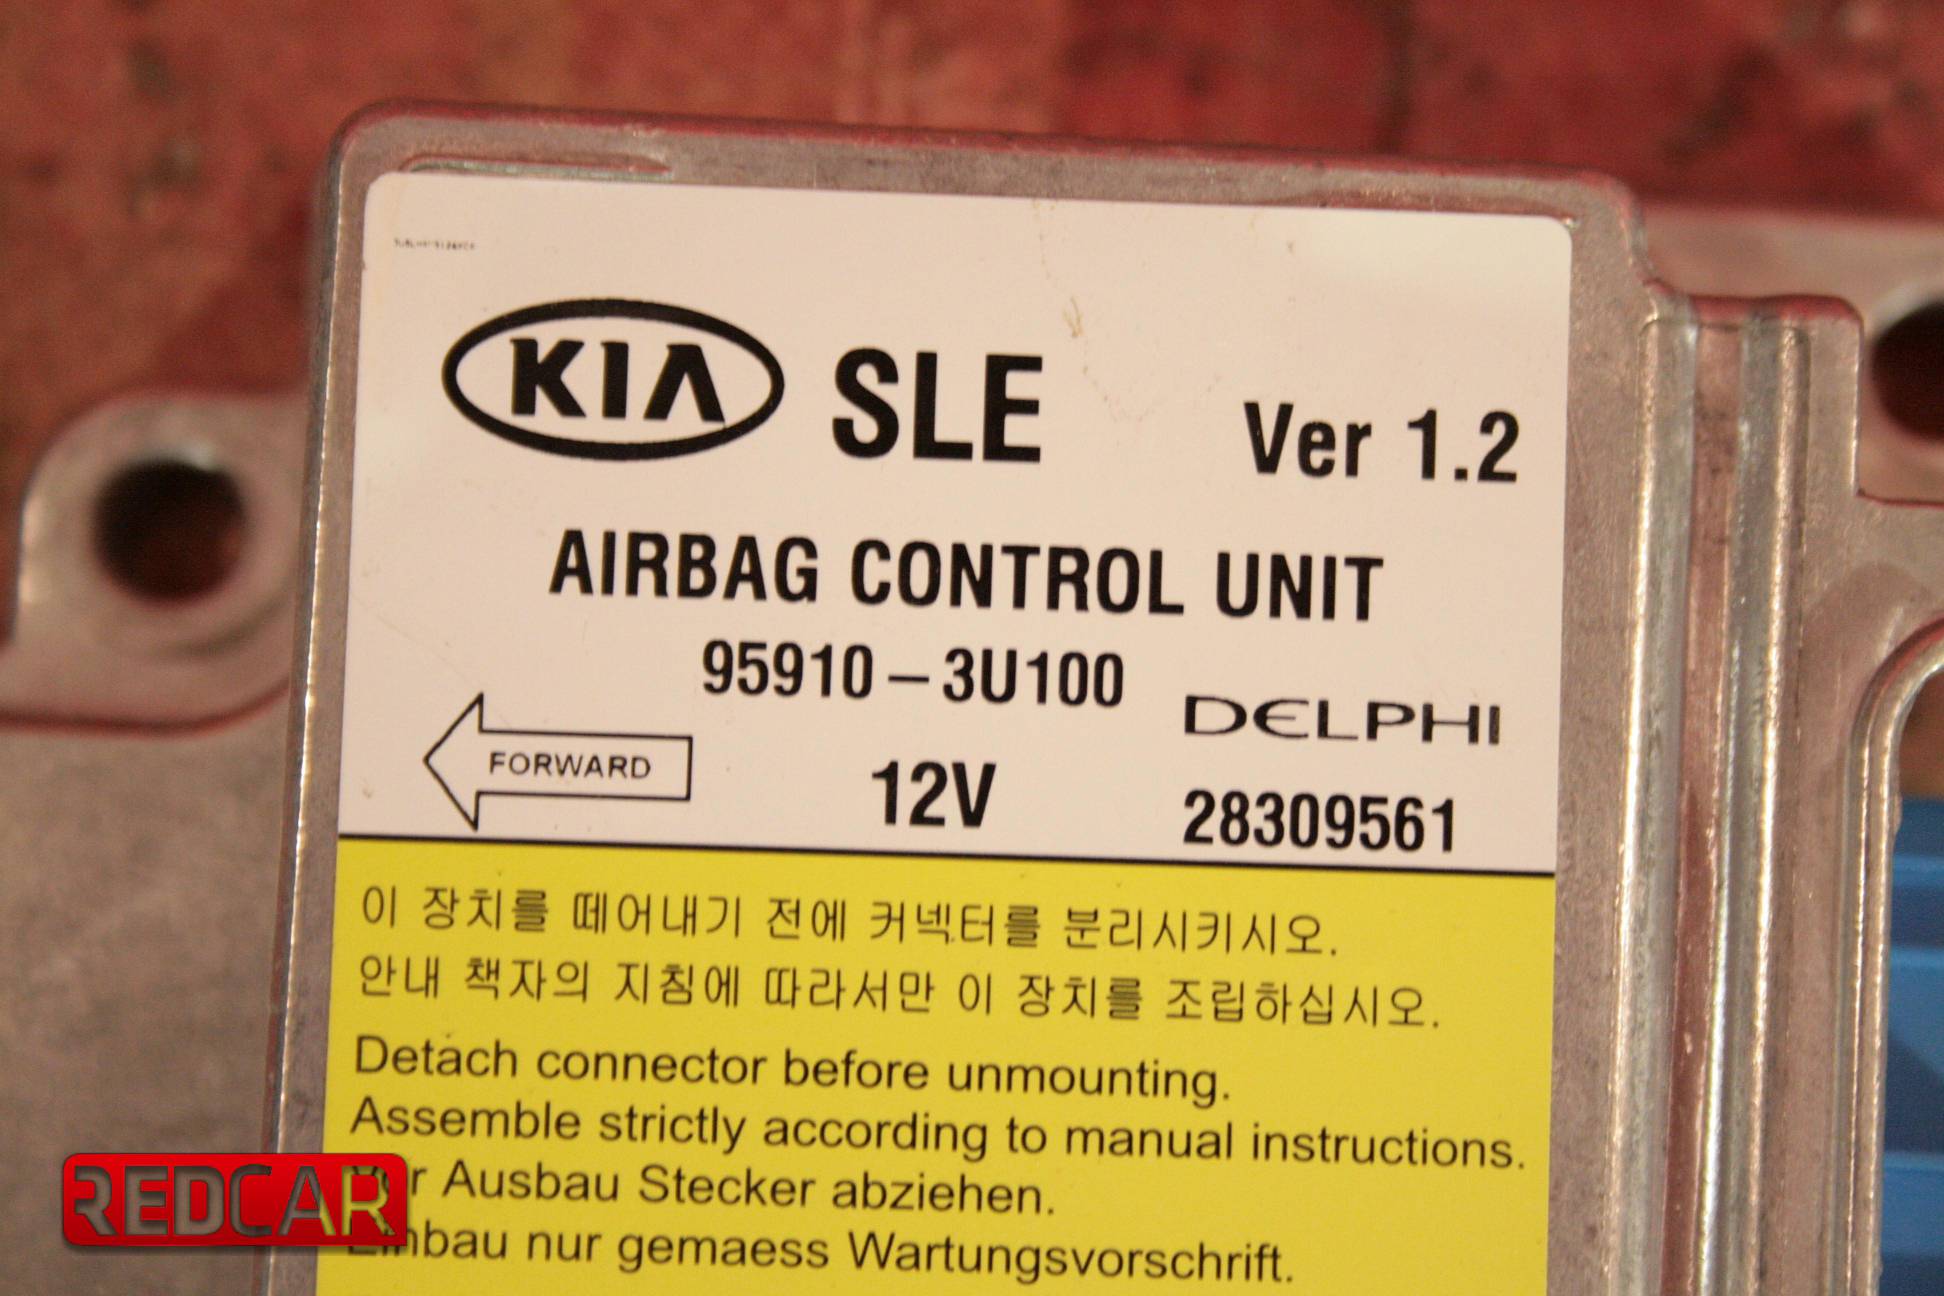 KIA SLE Ver 1.2
AIRBAG CONTROL UNIT
95910-3U100
DELPHI
FORWARD
12V
28309561
이 장치를 떼어내기 전에 커넥터를 분리시키시오.
안내 책자의 지침에 따라서만 이 장치를 조립하십시오.
Detach connector before unmounting.
Assemble strictly according to manual instructions.
Vor Ausbau Stecker abziehen.
Einbau nur gemaess Wartungsvorschrift.
REDCAR